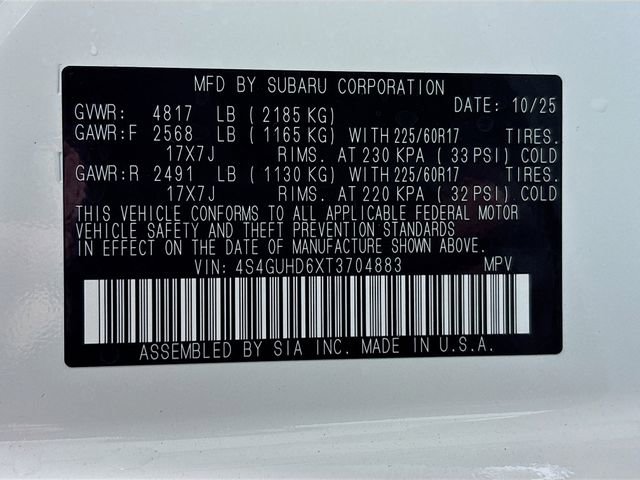 MFD BY SUBARU CORPORATION
GVWR: 4817 LB ( 2185 KG) DATE: 10/25
GAWR:F 2568 LB ( 1165 KG) WITH 225/60R17 TIRES.
17X7J RIMS. AT 230 KPA ( 33 PSI) COLD
GAWR:R 2491 LB ( 1130 KG) WITH 225/60R17 TIRES.
17X7J RIMS. AT 220 KPA ( 32 PSI) COLD
THIS VEHICLE CONFORMS TO ALL APPLICABLE FEDERAL MOTOR
VEHICLE SAFETY AND THEFT PREVENTION STANDARDS
IN EFFECT ON THE DATE OF MANUFACTURE SHOWN ABOVE.
VIN: 4S4GUHD6XT3704883 MPV
ASSEMBLED BY SIA INC. MADE IN U.S.A.